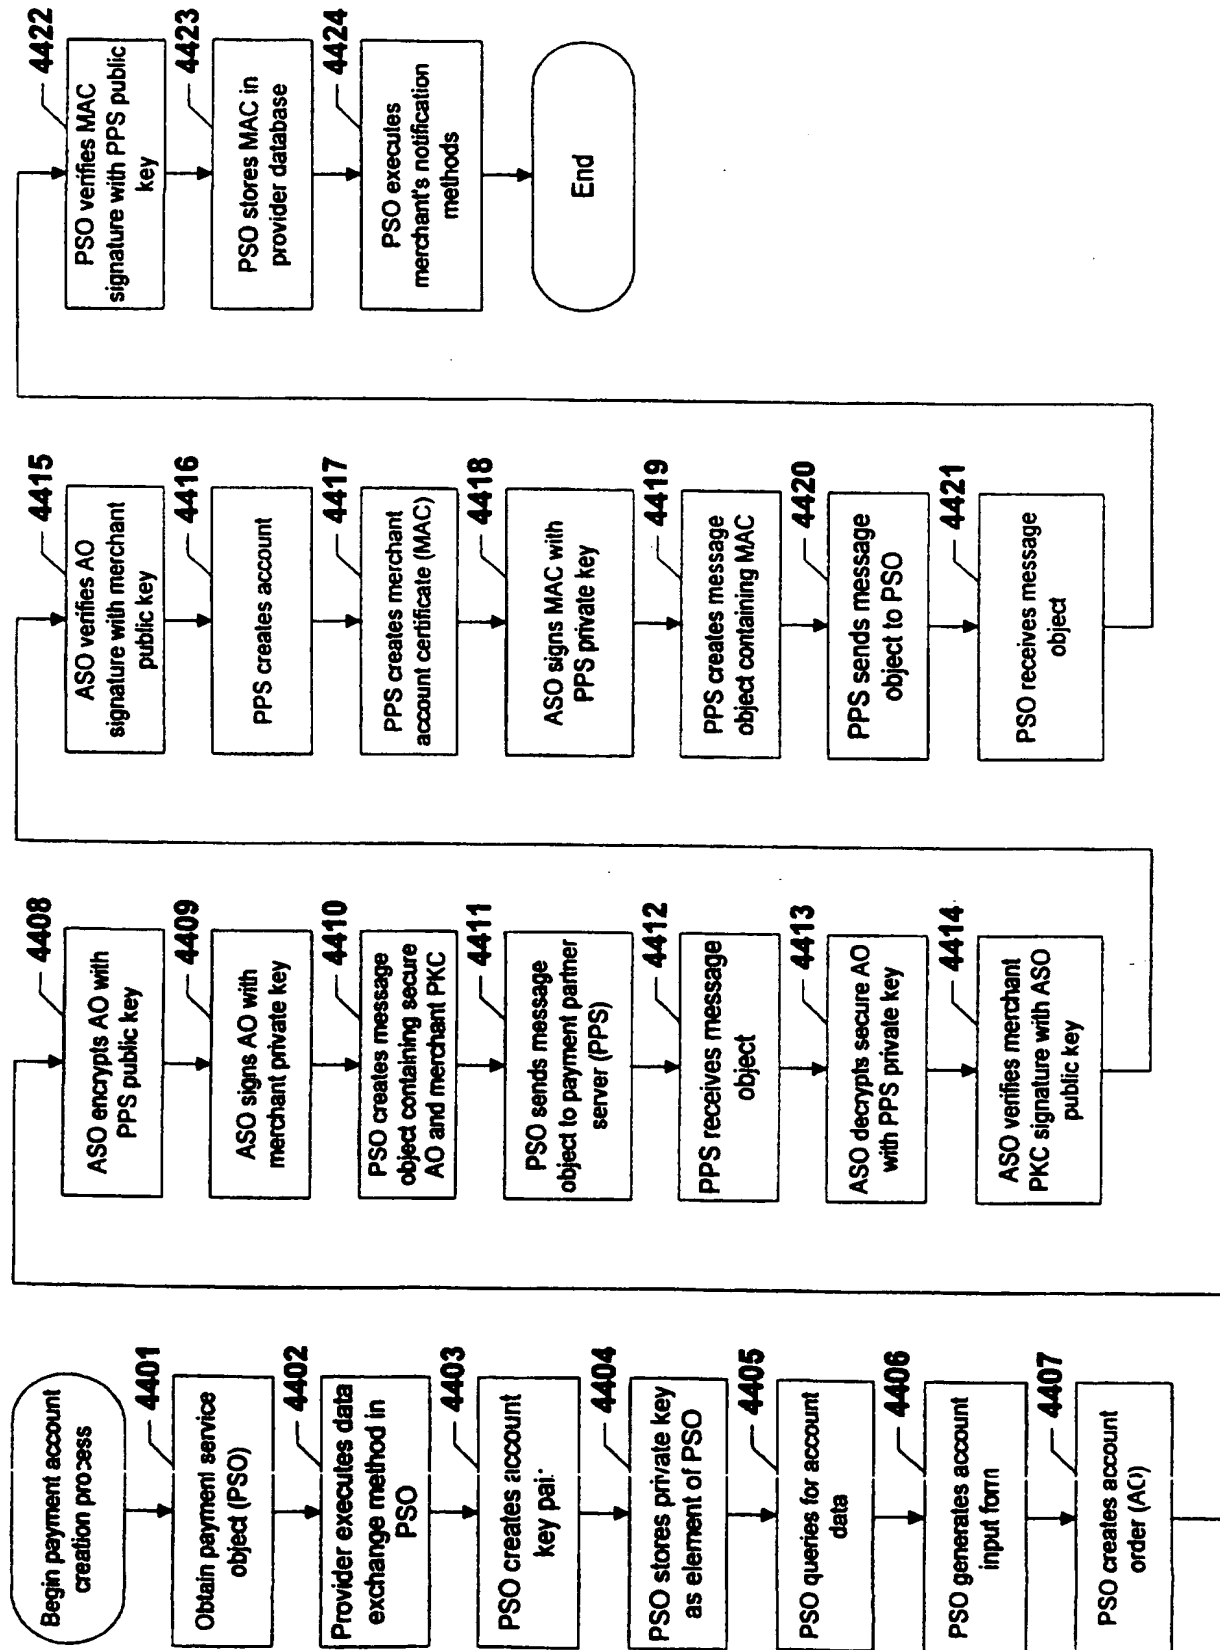 Begin payment account
creation process
4401
Obtain payment service
object (PSO)
4402
Provider executes data
exchange method in
PSO
4403
PSO creates account
key pair
4404
PSO stores private key
as element of PSO
4405
PSO queries for account
data
4406
PSO generates account
input form
4407
PSO creates account
order (AO)
4408
ASO encrypts AO with
PPS public key
4409
ASO signs AO with
merchant private key
4410
PSO creates message
object containing secure
AO and merchant PKC
4411
PSO sends message
object to payment partner
server (PPS)
4412
PPS receives message
object
4413
ASO decrypts secure AO
with PPS private key
4414
ASO verifies merchant
PKC signature with ASO
public key
4415
ASO verifies AO
signature with merchant
public key
4416
PPS creates account
4417
PPS creates merchant
account certificate (MAC)
4418
ASO signs MAC with
PPS private key
4419
PPS creates message
object containing MAC
4420
PPS sends message
object to PSO
4421
PSO receives message
object
4422
PSO verifies MAC
signature with PPS public
key
4423
PSO stores MAC in
provider database
4424
PSO executes
merchant's notification
methods
End